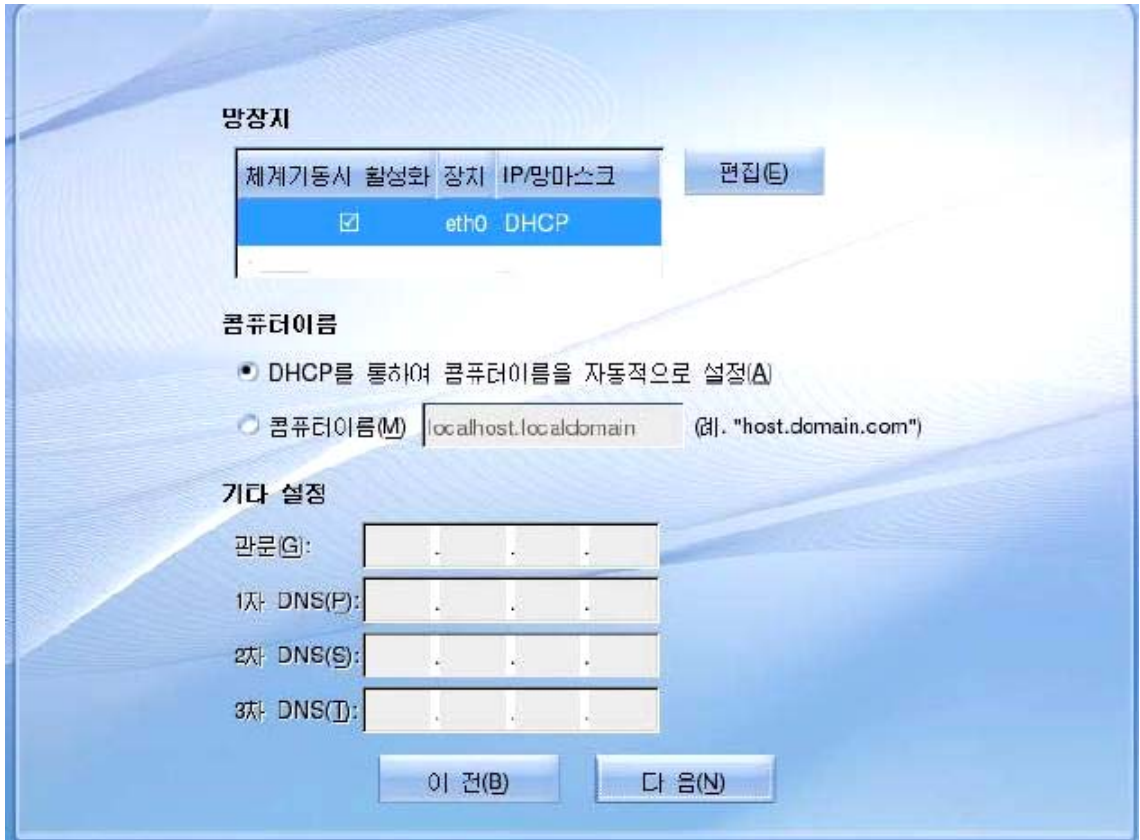 망장치
체계기동시 활성화 장치 IP/망마스크
편집(E)
eth0 DHCP
콤퓨터이름
DHCP를 통하여 콤퓨터이름을 자동적으로 설정(A)
콤퓨터이름(M) localhost.localdomain (례. "host.domain.com")
기타 설정
관문(G):
1차 DNS(P):
2차 DNS(S):
3차 DNS(T):
이 전(B) 다 음(N)